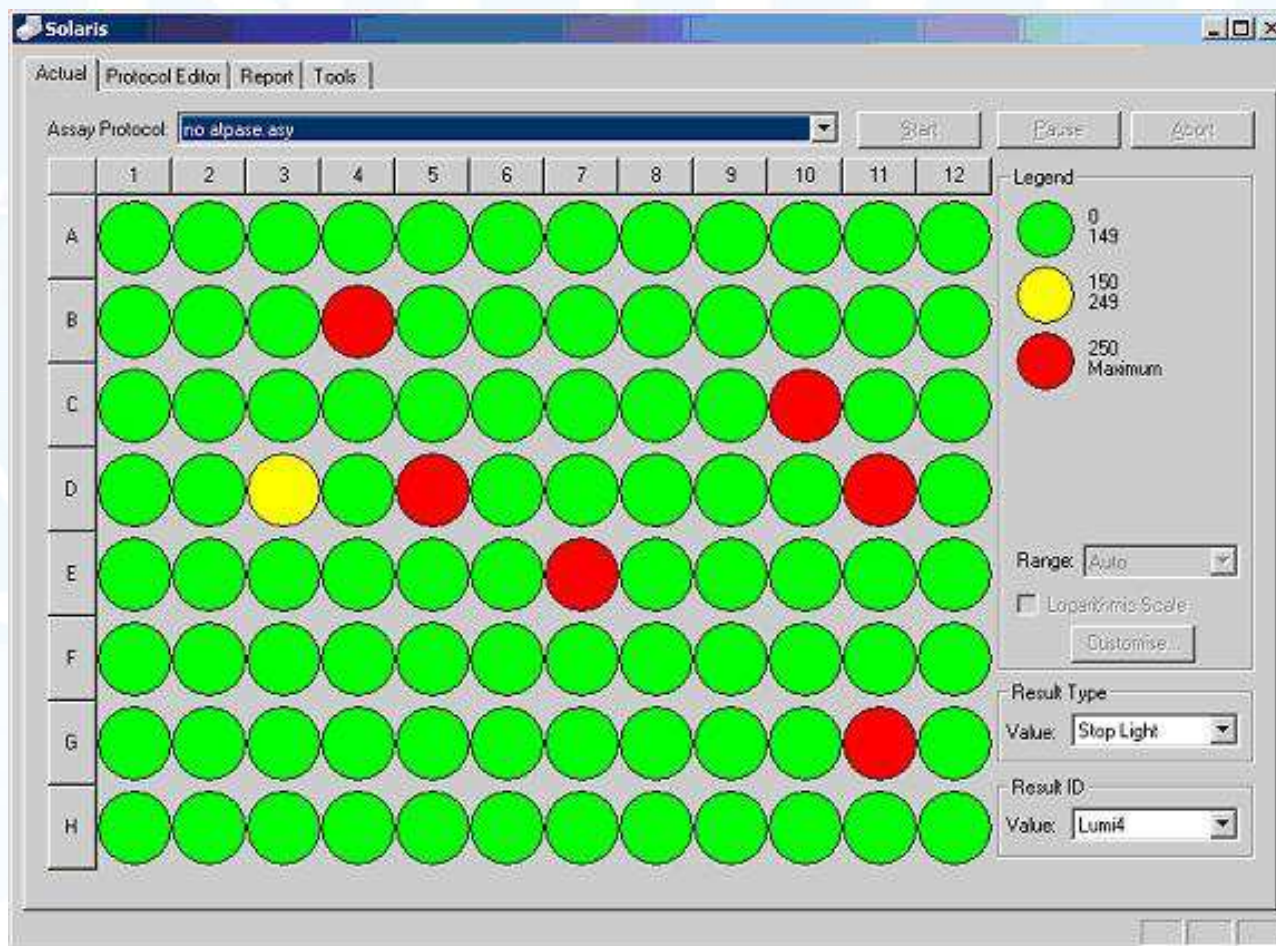 Solaris
Actual Protocol Editor Report Tools
Assay Protocol: no alpase.asy Start Pause Abort
1 2 3 4 5 6 7 8 9 10 11 12
Legend
A
0
149
B
150
249
250
Maximum
C
D
E
Range: Auto
Logarithmis Scale
F
Customise...
Result Type
G
Value: Stop Light
Result ID
H
Value: Lumi4